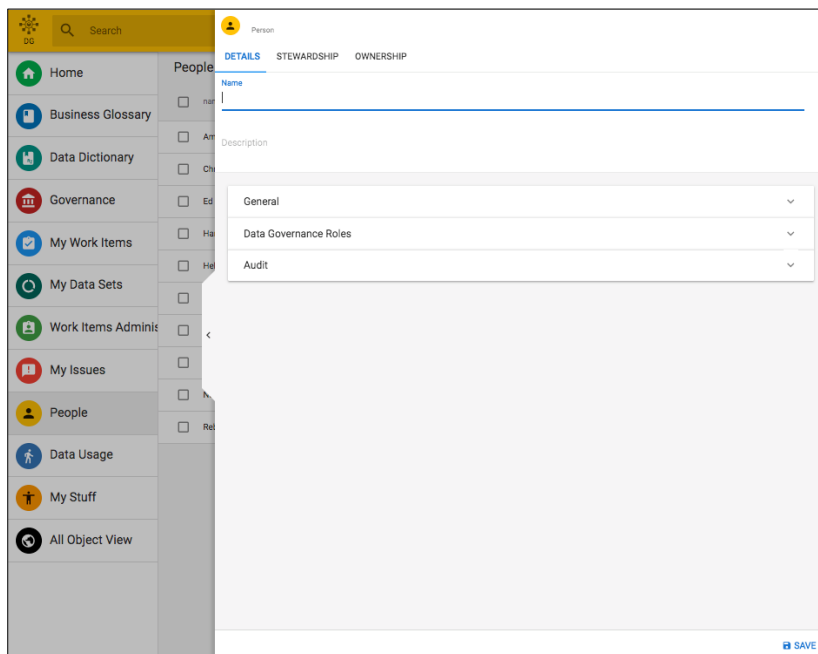 DG
Search
Home
Business Glossary
Data Dictionary
Governance
My Work Items
My Data Sets
Work Items Adminis
My Issues
People
Data Usage
My Stuff
All Object View
People
Ed
Person
DETAILS STEWARDSHIP OWNERSHIP
Name
Description
General
Data Governance Roles
Audit
SAVE